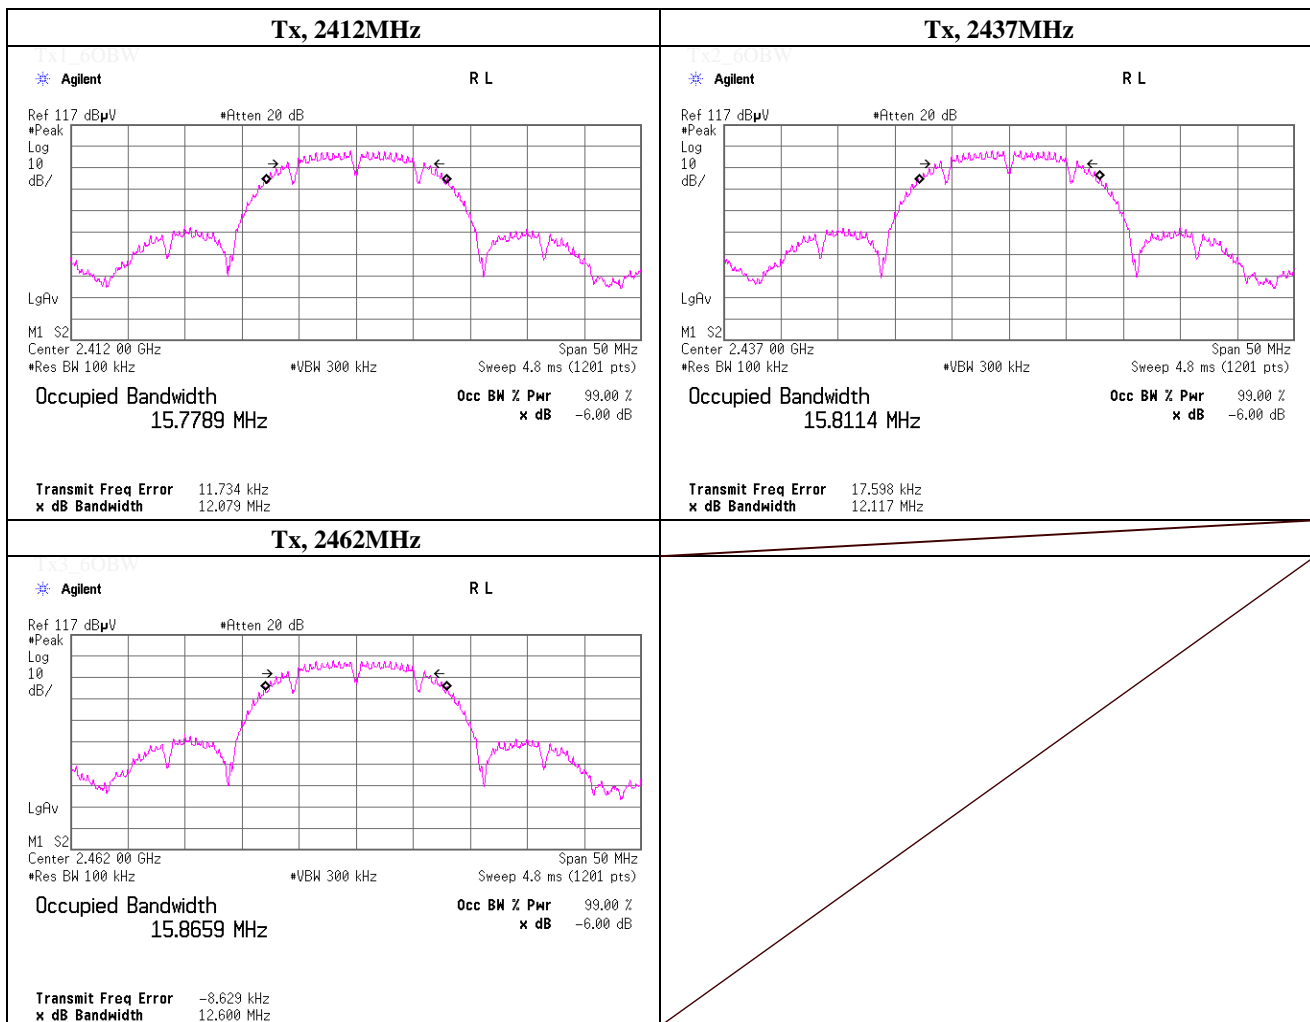 Tx, 2412MHz
Tx1_6OBW
Agilent R L
Ref 117 dBµV #Atten 20 dB
#Peak
Log
10
dB/
LgAv
M1 S2
Center 2.412 00 GHz Span 50 MHz
#Res BW 100 kHz #VBW 300 kHz Sweep 4.8 ms (1201 pts)
Occupied Bandwidth Occ BW % Pwr 99.00 %
15.7789 MHz x dB -6.00 dB
Transmit Freq Error 11.734 kHz
x dB Bandwidth 12.079 MHz
Tx, 2437MHz
Tx2_6OBW
Agilent R L
Ref 117 dBµV #Atten 20 dB
#Peak
Log
10
dB/
LgAv
M1 S2
Center 2.437 00 GHz Span 50 MHz
#Res BW 100 kHz #VBW 300 kHz Sweep 4.8 ms (1201 pts)
Occupied Bandwidth Occ BW % Pwr 99.00 %
15.8114 MHz x dB -6.00 dB
Transmit Freq Error 17.598 kHz
x dB Bandwidth 12.117 MHz
Tx, 2462MHz
Tx3_6OBW
Agilent R L
Ref 117 dBµV #Atten 20 dB
#Peak
Log
10
dB/
LgAv
M1 S2
Center 2.462 00 GHz Span 50 MHz
#Res BW 100 kHz #VBW 300 kHz Sweep 4.8 ms (1201 pts)
Occupied Bandwidth Occ BW % Pwr 99.00 %
15.8659 MHz x dB -6.00 dB
Transmit Freq Error -8.629 kHz
x dB Bandwidth 12.600 MHz